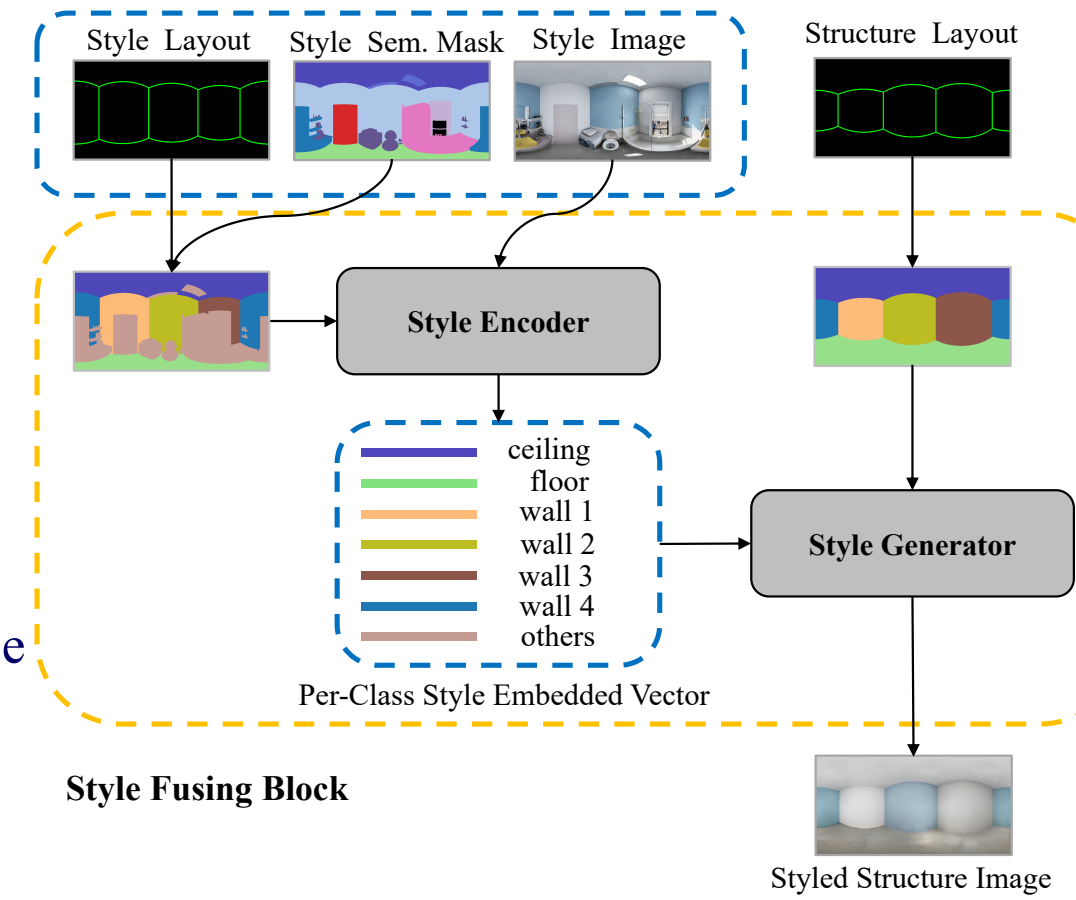 Style Layout
Style Sem. Mask
Style Image
Structure Layout
Style Encoder
ceiling
floor
wall 1
wall 2
wall 3
wall 4
others
Style Generator
e
Per-Class Style Embedded Vector
Style Fusing Block
Styled Structure Image